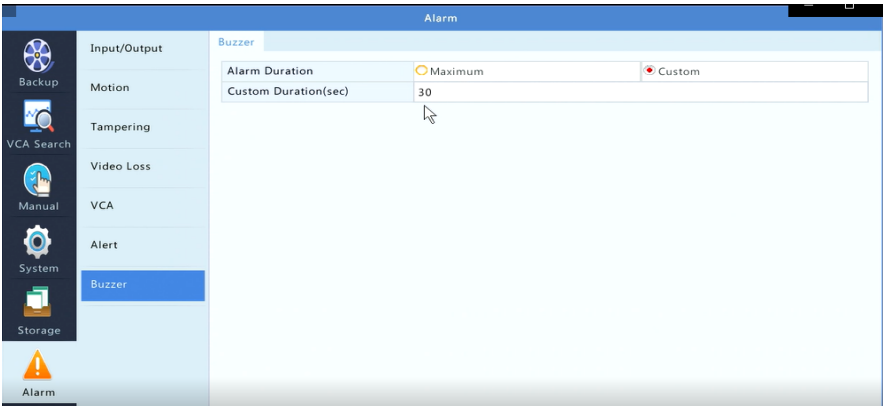 Alarm
Backup
VCA Search
Manual
System
Storage
Alarm
Input/Output
Motion
Tampering
Video Loss
VCA
Alert
Buzzer
Buzzer
Alarm Duration Maximum Custom
Custom Duration(sec) 30